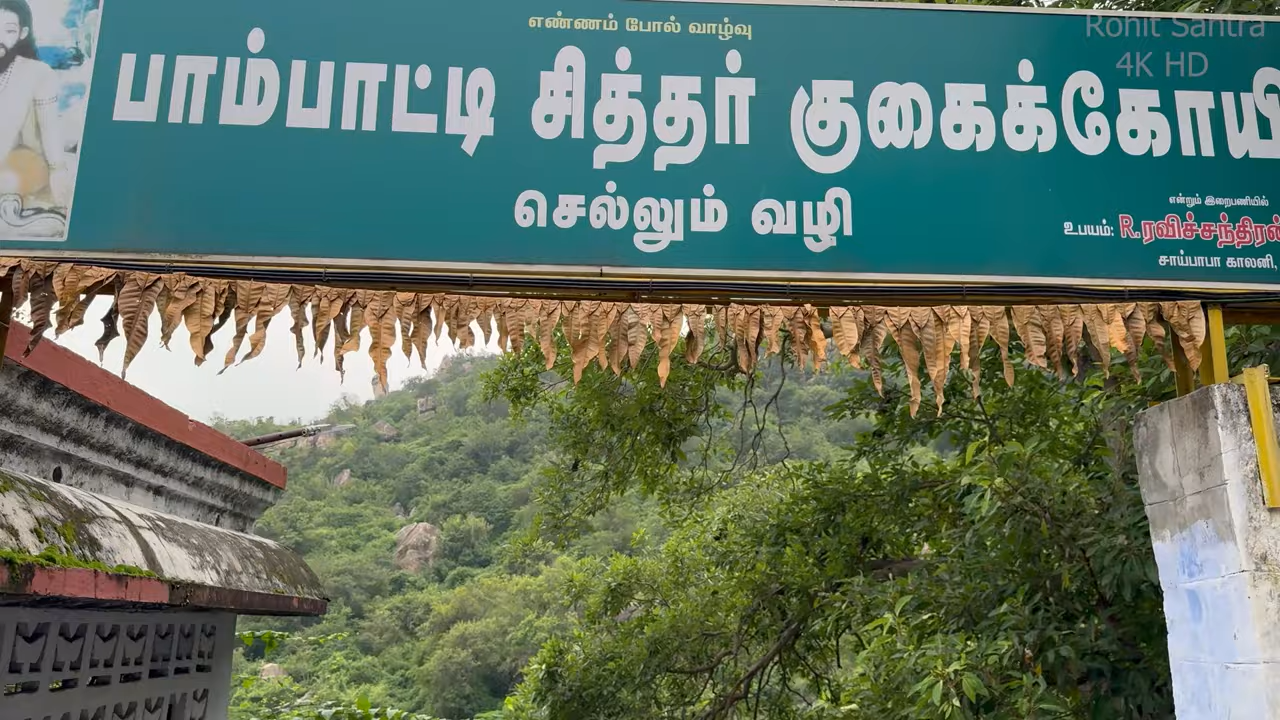 Rohit Santra
4K HD
எண்ணம் போல் வாழ்வு
பாம்பாட்டி சித்தர் குகைக்கோயி
செல்லும் வழி
என்றும் இறைபணியில்
உபயம்: R.ரவிச்சந்திரன்
சாய்பாபா காலனி,